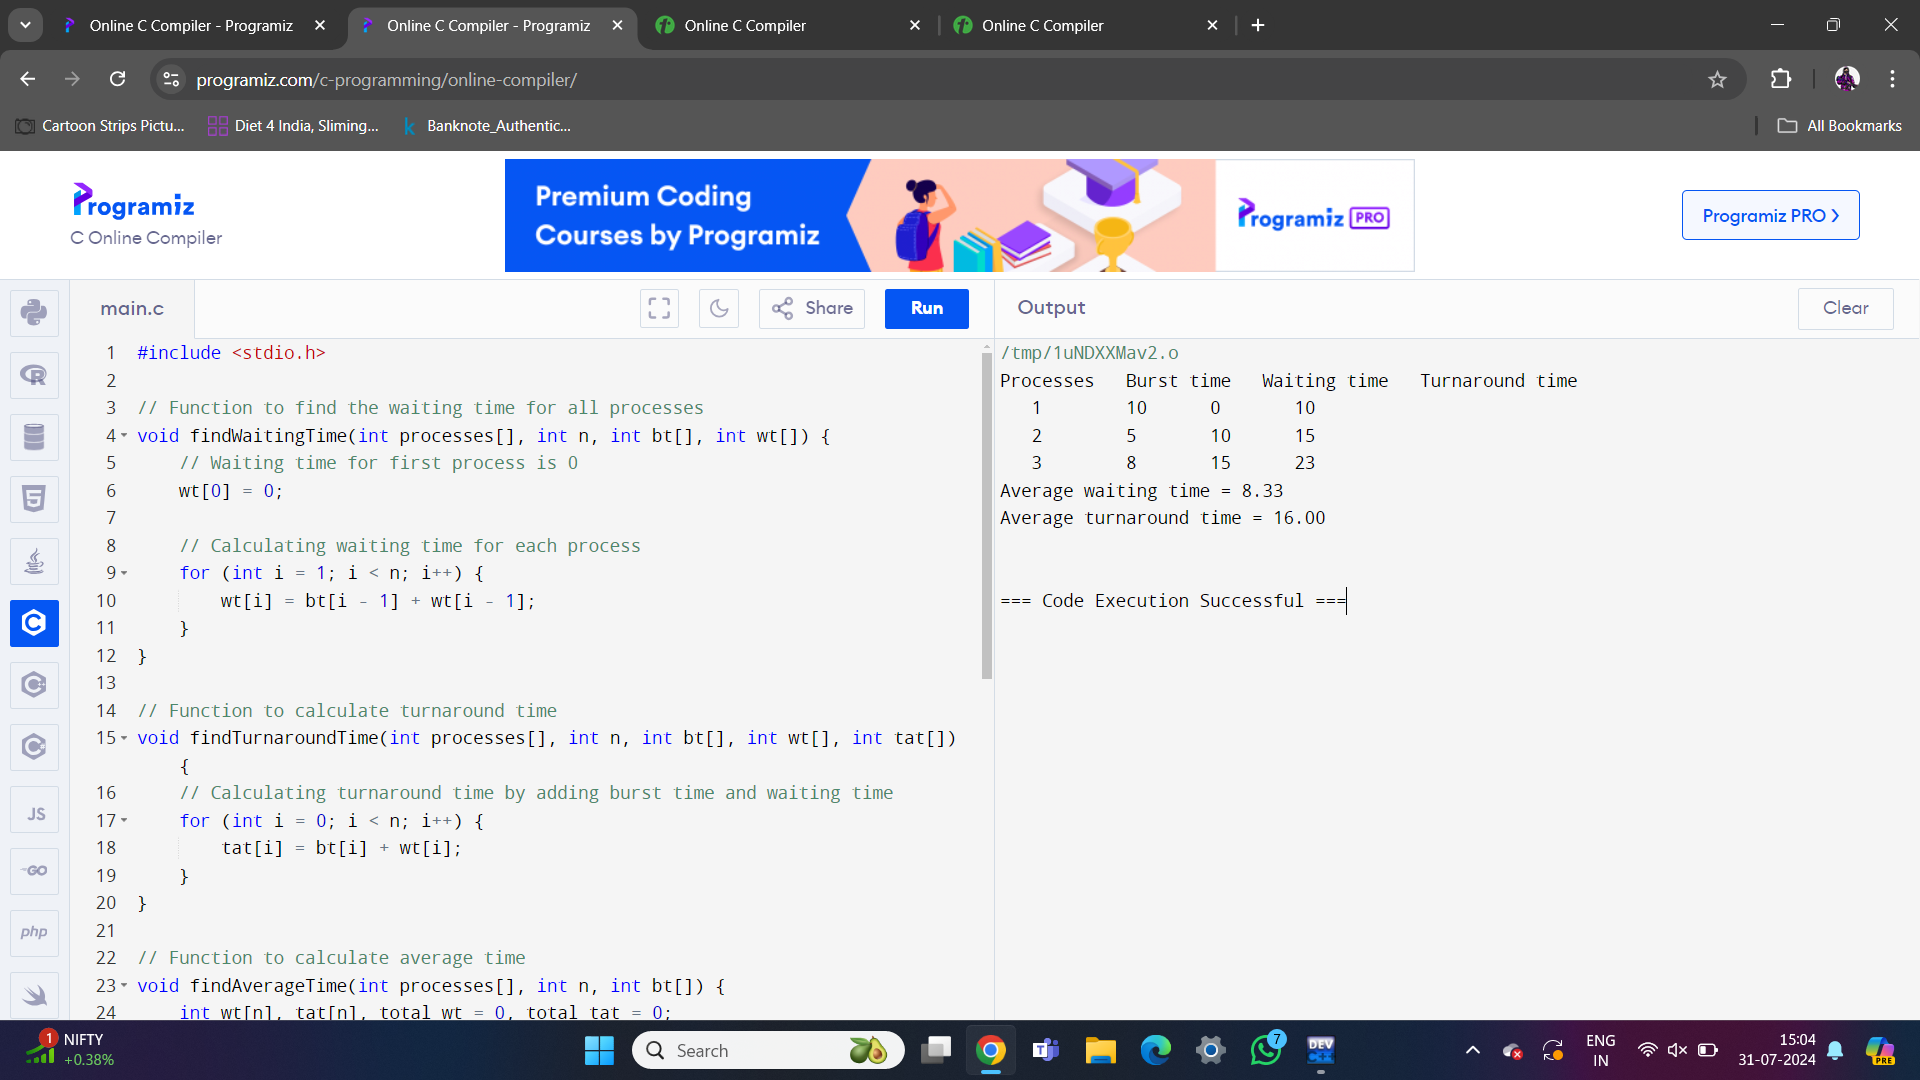 Online C Compiler - Programiz
Online C Compiler - Programiz
Online C Compiler
Online C Compiler
programiz.com/c-programming/online-compiler/
Cartoon Strips Pictu...
Diet 4 India, Sliming...
Banknote_Authentic...
All Bookmarks
Programiz
C Online Compiler
Premium Coding
Courses by Programiz
Programiz PRO
Programiz PRO >
main.c
Share
Run
Output
Clear
1 #include <stdio.h>
2
3 // Function to find the waiting time for all processes
4 void findWaitingTime(int processes[], int n, int bt[], int wt[]) {
5 // Waiting time for first process is 0
6 wt[0] = 0;
7
8 // Calculating waiting time for each process
9 for (int i = 1; i < n; i++) {
10 wt[i] = bt[i - 1] + wt[i - 1];
11 }
12 }
13
14 // Function to calculate turnaround time
15 void findTurnaroundTime(int processes[], int n, int bt[], int wt[], int tat[])
{
16 // Calculating turnaround time by adding burst time and waiting time
17 for (int i = 0; i < n; i++) {
18 tat[i] = bt[i] + wt[i];
19 }
20 }
21
22 // Function to calculate average time
23 void findAverageTime(int processes[], int n, int bt[]) {
24 int wt[n], tat[n], total_wt = 0, total_tat = 0;
/tmp/1uNDXXMav2.o
Processes Burst time Waiting time Turnaround time
1 10 0 10
2 5 10 15
3 8 15 23
Average waiting time = 8.33
Average turnaround time = 16.00
=== Code Execution Successful ===
JS
GO
php
1
NIFTY
+0.38%
Search
7
DEV
ENG
IN
15:04
31-07-2024
PRE